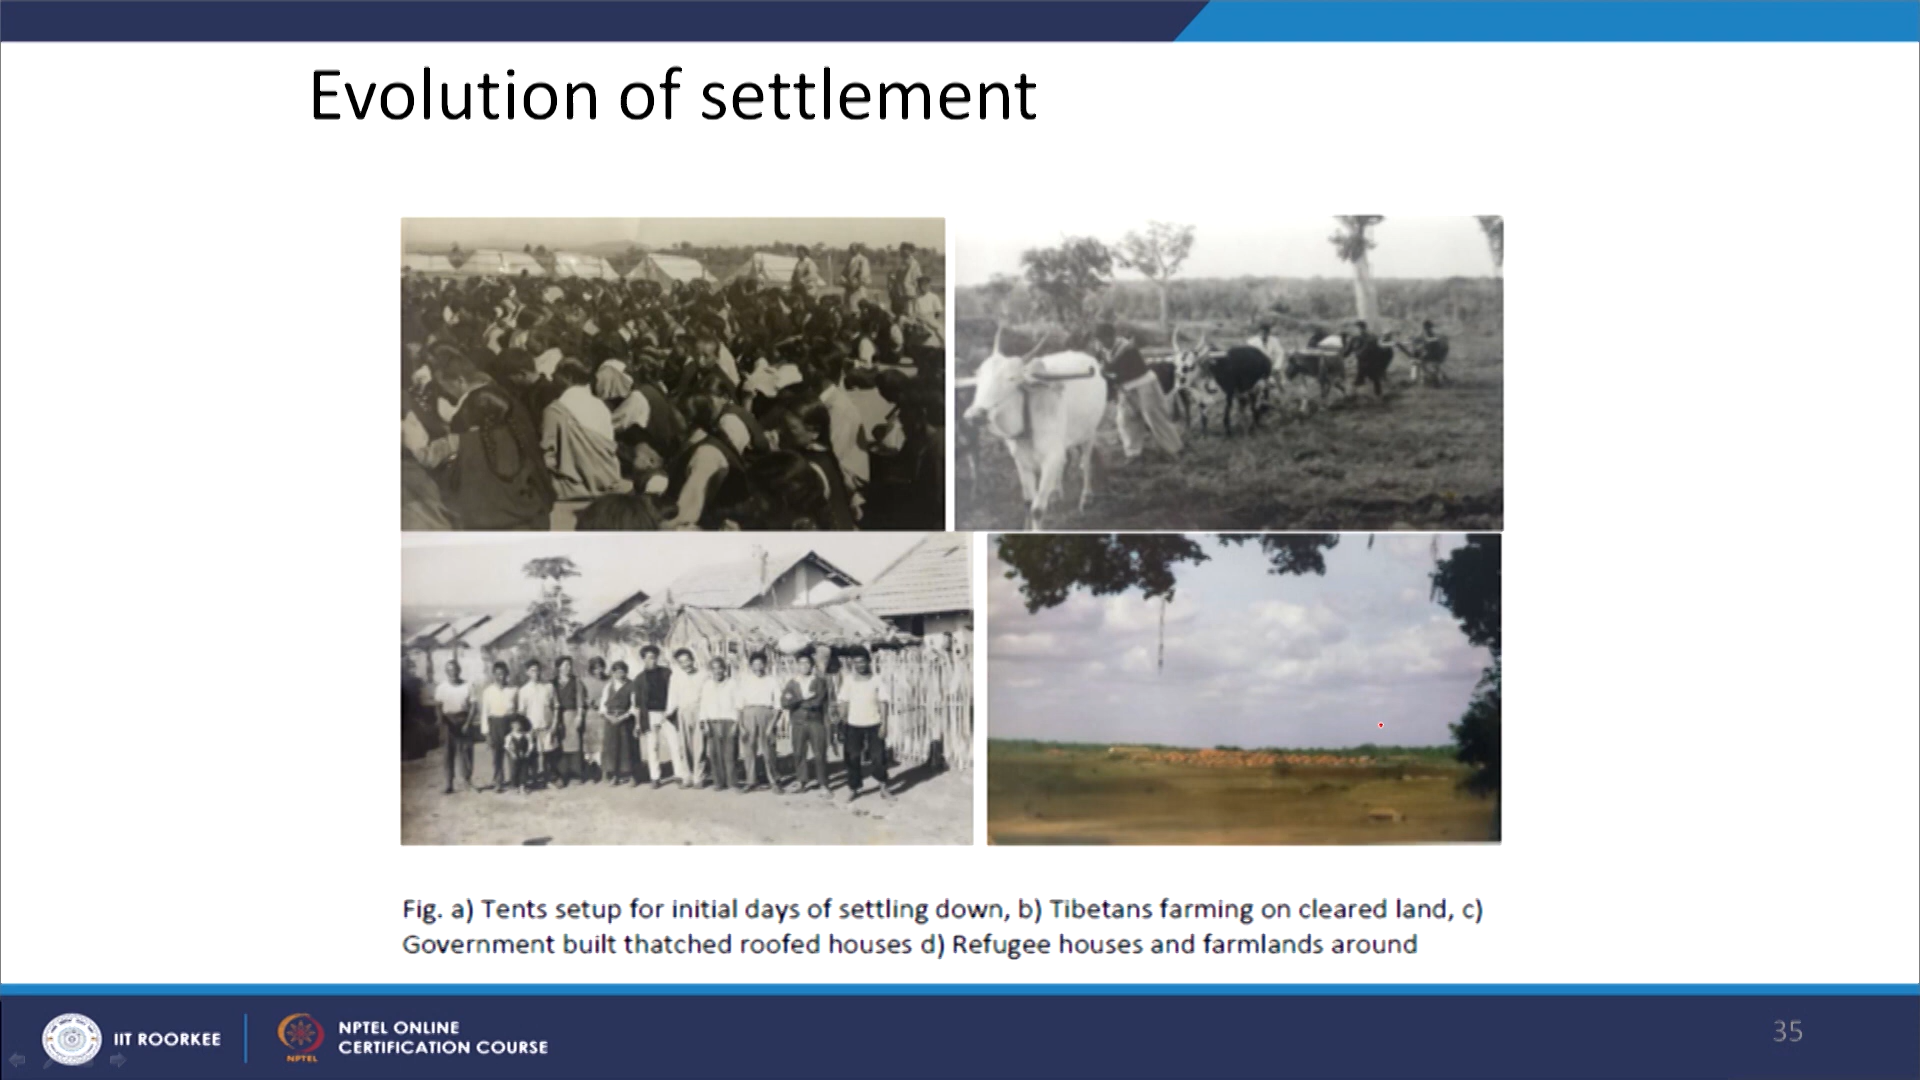 Evolution of settlement
Fig. a) Tents setup for initial days of settling down, b) Tibetans farming on cleared land, c)
Government built thatched roofed houses d) Refugee houses and farmlands around
IIT ROORKEE
NPTEL
NPTEL ONLINE
CERTIFICATION COURSE
35